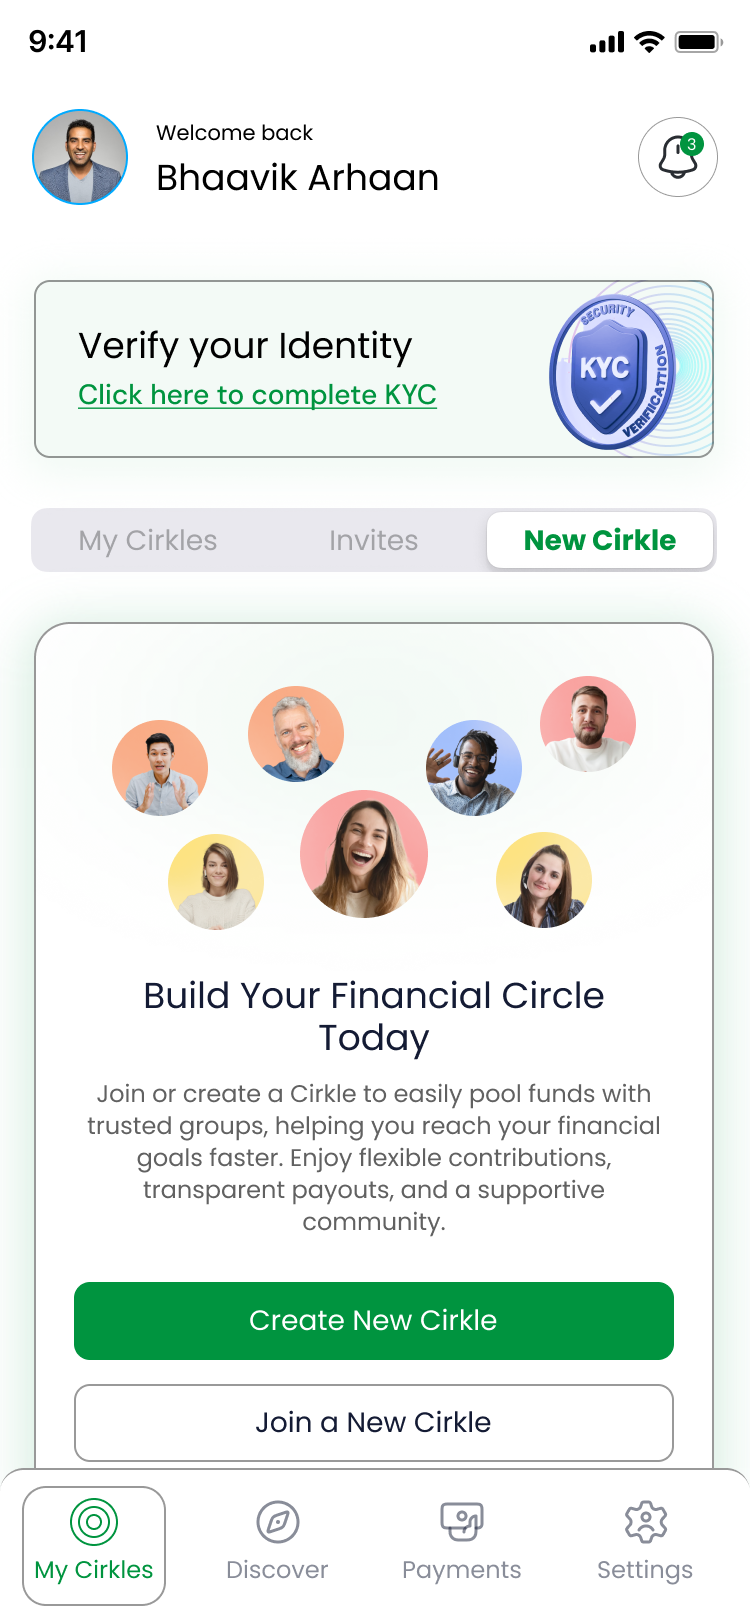 9:41
Welcome back
Bhaavik Arhaan
3
Verify your Identity
Click here to complete KYC
SECURITY
KYC
VERIFIICATTION
My Cirkles
Invites
New Cirkle
Build Your Financial Circle
Today
Join or create a Cirkle to easily pool funds with
trusted groups, helping you reach your financial
goals faster. Enjoy flexible contributions,
transparent payouts, and a supportive
community.
Create New Cirkle
Join a New Cirkle
My Cirkles
Discover
Payments
Settings